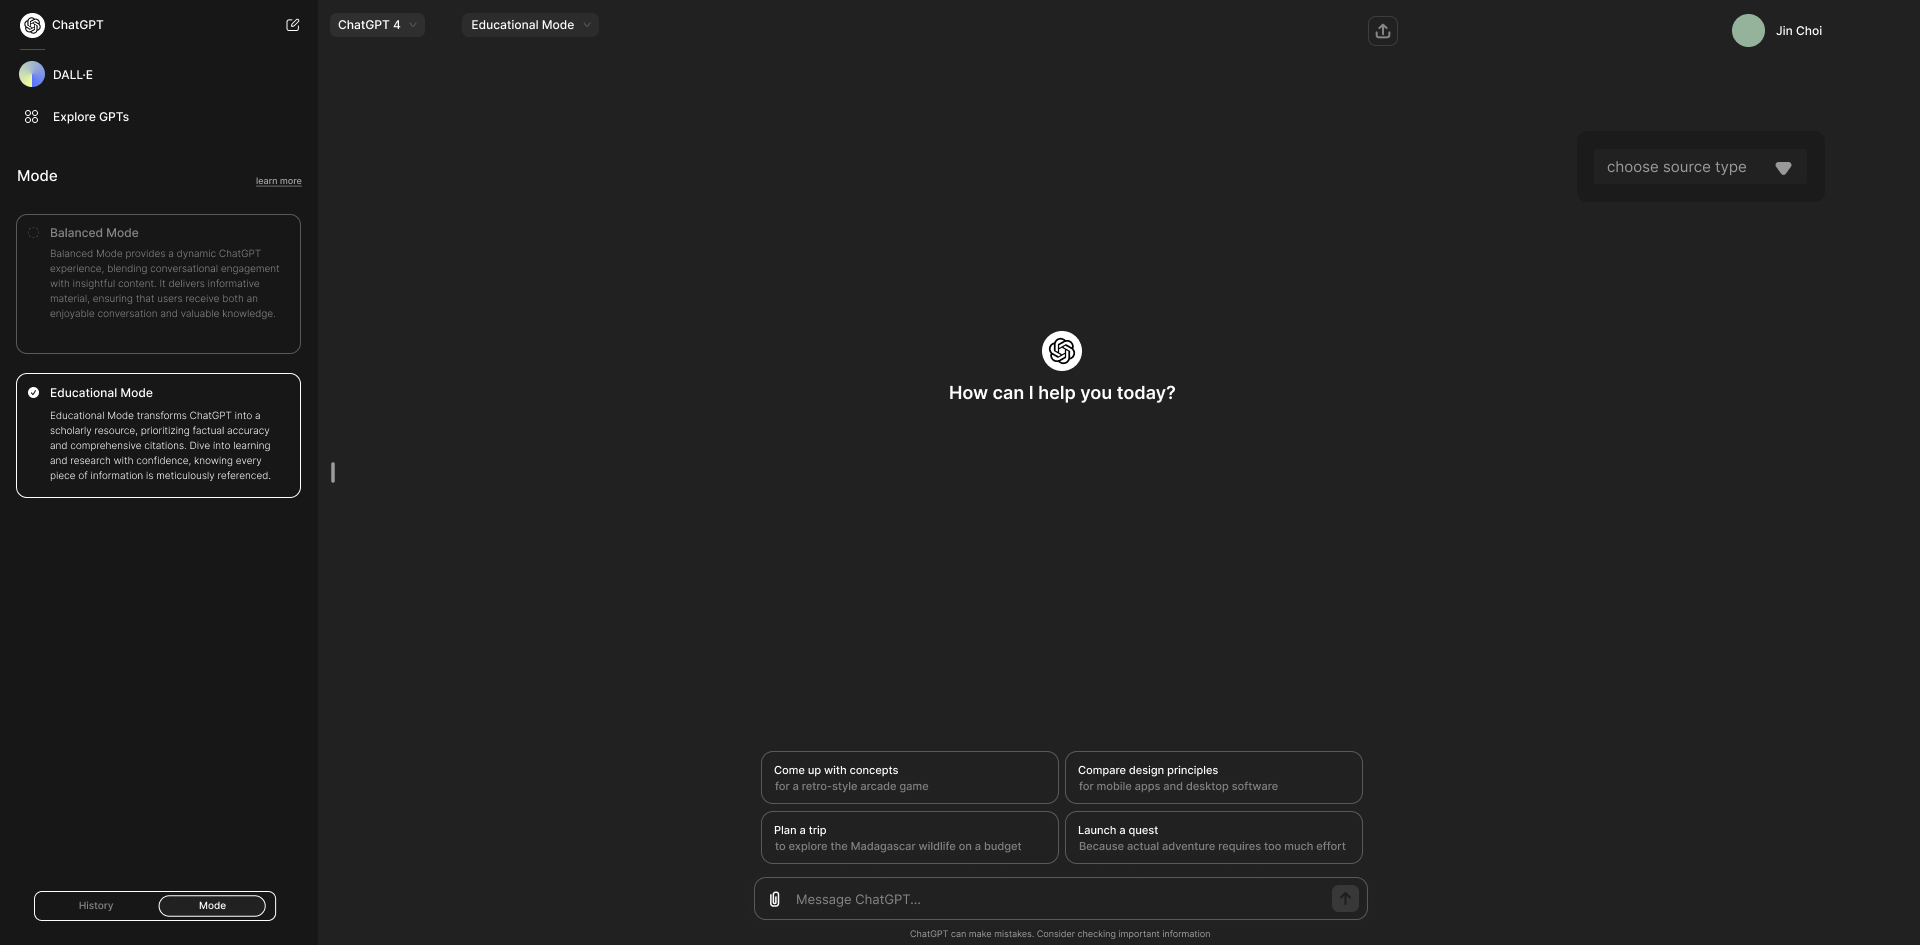 ChatGPT
DALL·E
Explore GPTs
Mode
learn more
Balanced Mode
Balanced Mode provides a dynamic ChatGPT
experience, blending conversational engagement
with insightful content. It delivers informative
material, ensuring that users receive both an
enjoyable conversation and valuable knowledge.
Educational Mode
Educational Mode transforms ChatGPT into a
scholarly resource, prioritizing factual accuracy
and comprehensive citations. Dive into learning
and research with confidence, knowing every
piece of information is meticulously referenced.
History
Mode
ChatGPT 4
Educational Mode
Jin Choi
choose source type
How can I help you today?
Come up with concepts
for a retro-style arcade game
Compare design principles
for mobile apps and desktop software
Plan a trip
to explore the Madagascar wildlife on a budget
Launch a quest
Because actual adventure requires too much effort
Message ChatGPT...
ChatGPT can make mistakes. Consider checking important information